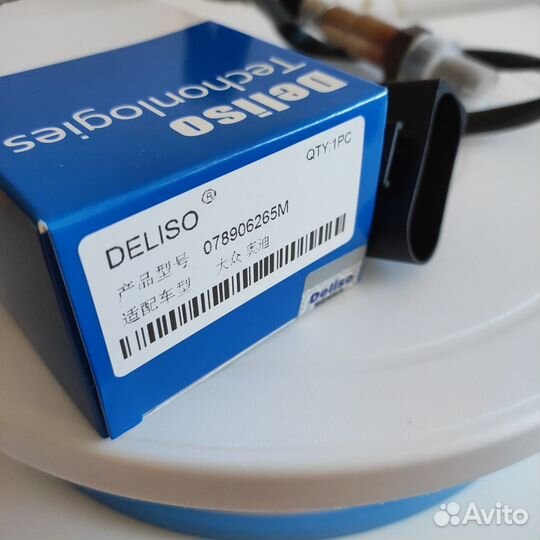 Deliso
Techonlogies
DELISO ®
QTY:1PC
产品型号 078906265M
适配车型 大众 奥迪
Deliso
Avito